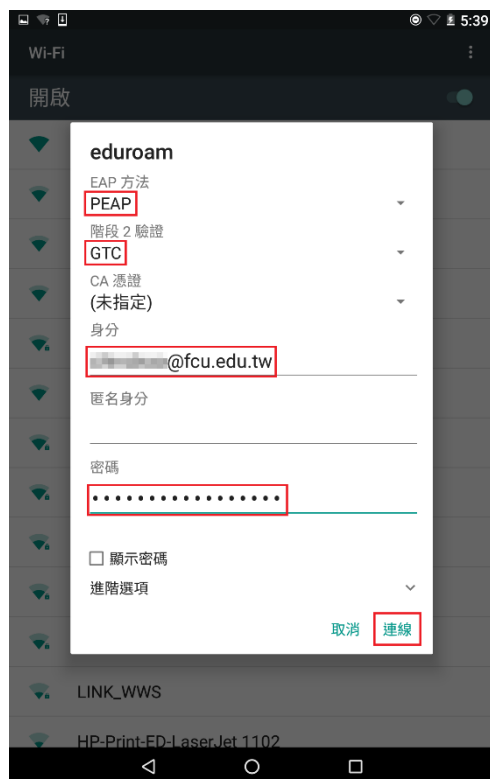 5:39
Wi-Fi
開啟
eduroam
EAP 方法
PEAP
階段 2 驗證
GTC
CA 憑證
(未指定)
身分
@fcu.edu.tw
匿名身分
密碼
•••••••••••••••••
顯示密碼
進階選項
取消 連線
LINK_WWS
HP-Print-ED-LaserJet 1102